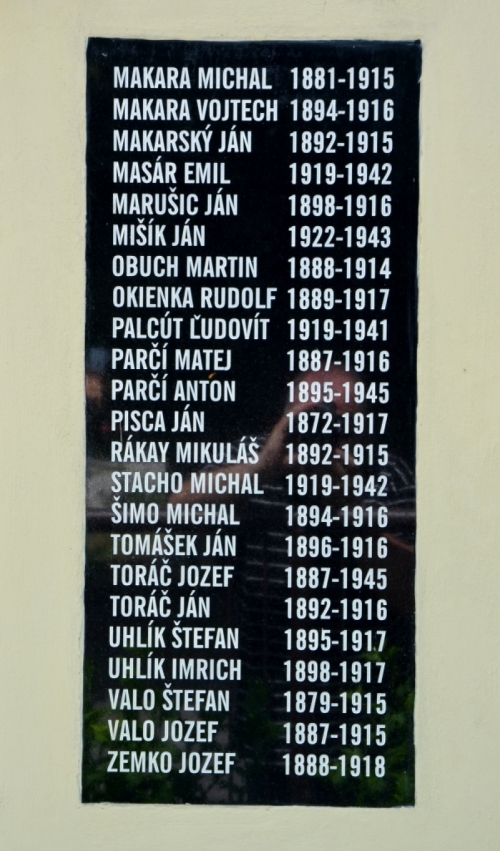 MAKARA MICHAL 1881-1915
MAKARA VOJTECH 1894-1916
MAKARSKÝ JÁN 1892-1915
MASÁR EMIL 1919-1942
MARUŠIC JÁN 1898-1916
MIŠÍK JÁN 1922-1943
OBUCH MARTIN 1888-1914
OKIENKA RUDOLF 1889-1917
PALCÚT ĽUDOVÍT 1919-1941
PARČÍ MATEJ 1887-1916
PARČÍ ANTON 1895-1945
PISCA JÁN 1872-1917
RÁKAY MIKULÁŠ 1892-1915
STACHO MICHAL 1919-1942
ŠIMO MICHAL 1894-1916
TOMÁŠEK JÁN 1896-1916
TORÁČ JOZEF 1887-1945
TORÁČ JÁN 1892-1916
UHLÍK ŠTEFAN 1895-1917
UHLÍK IMRICH 1898-1917
VALO ŠTEFAN 1879-1915
VALO JOZEF 1887-1915
ZEMKO JOZEF 1888-1918